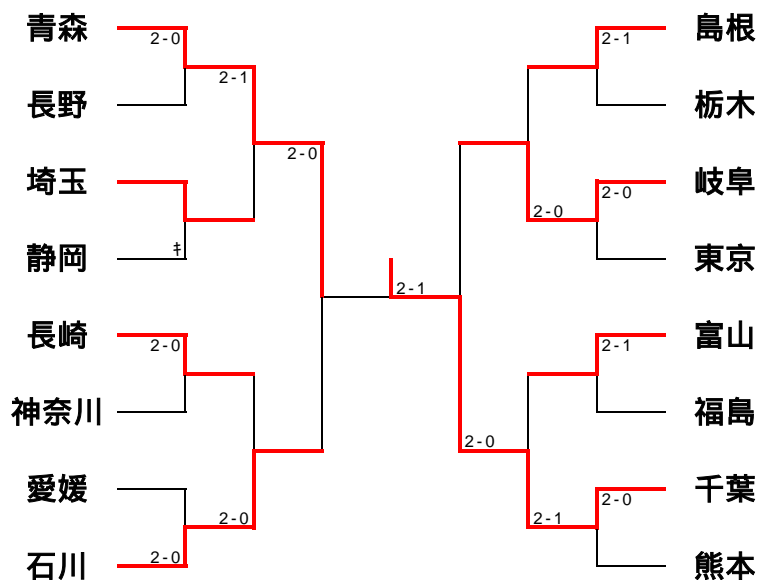 青森
2-0
2-1
長野
2-0
埼玉
静岡
ｷ
長崎
2-0
神奈川
愛媛
2-0
石川
2-0
2-1
島根
2-1
栃木
岐阜
2-0
2-0
東京
富山
2-1
福島
2-0
千葉
2-0
2-1
熊本